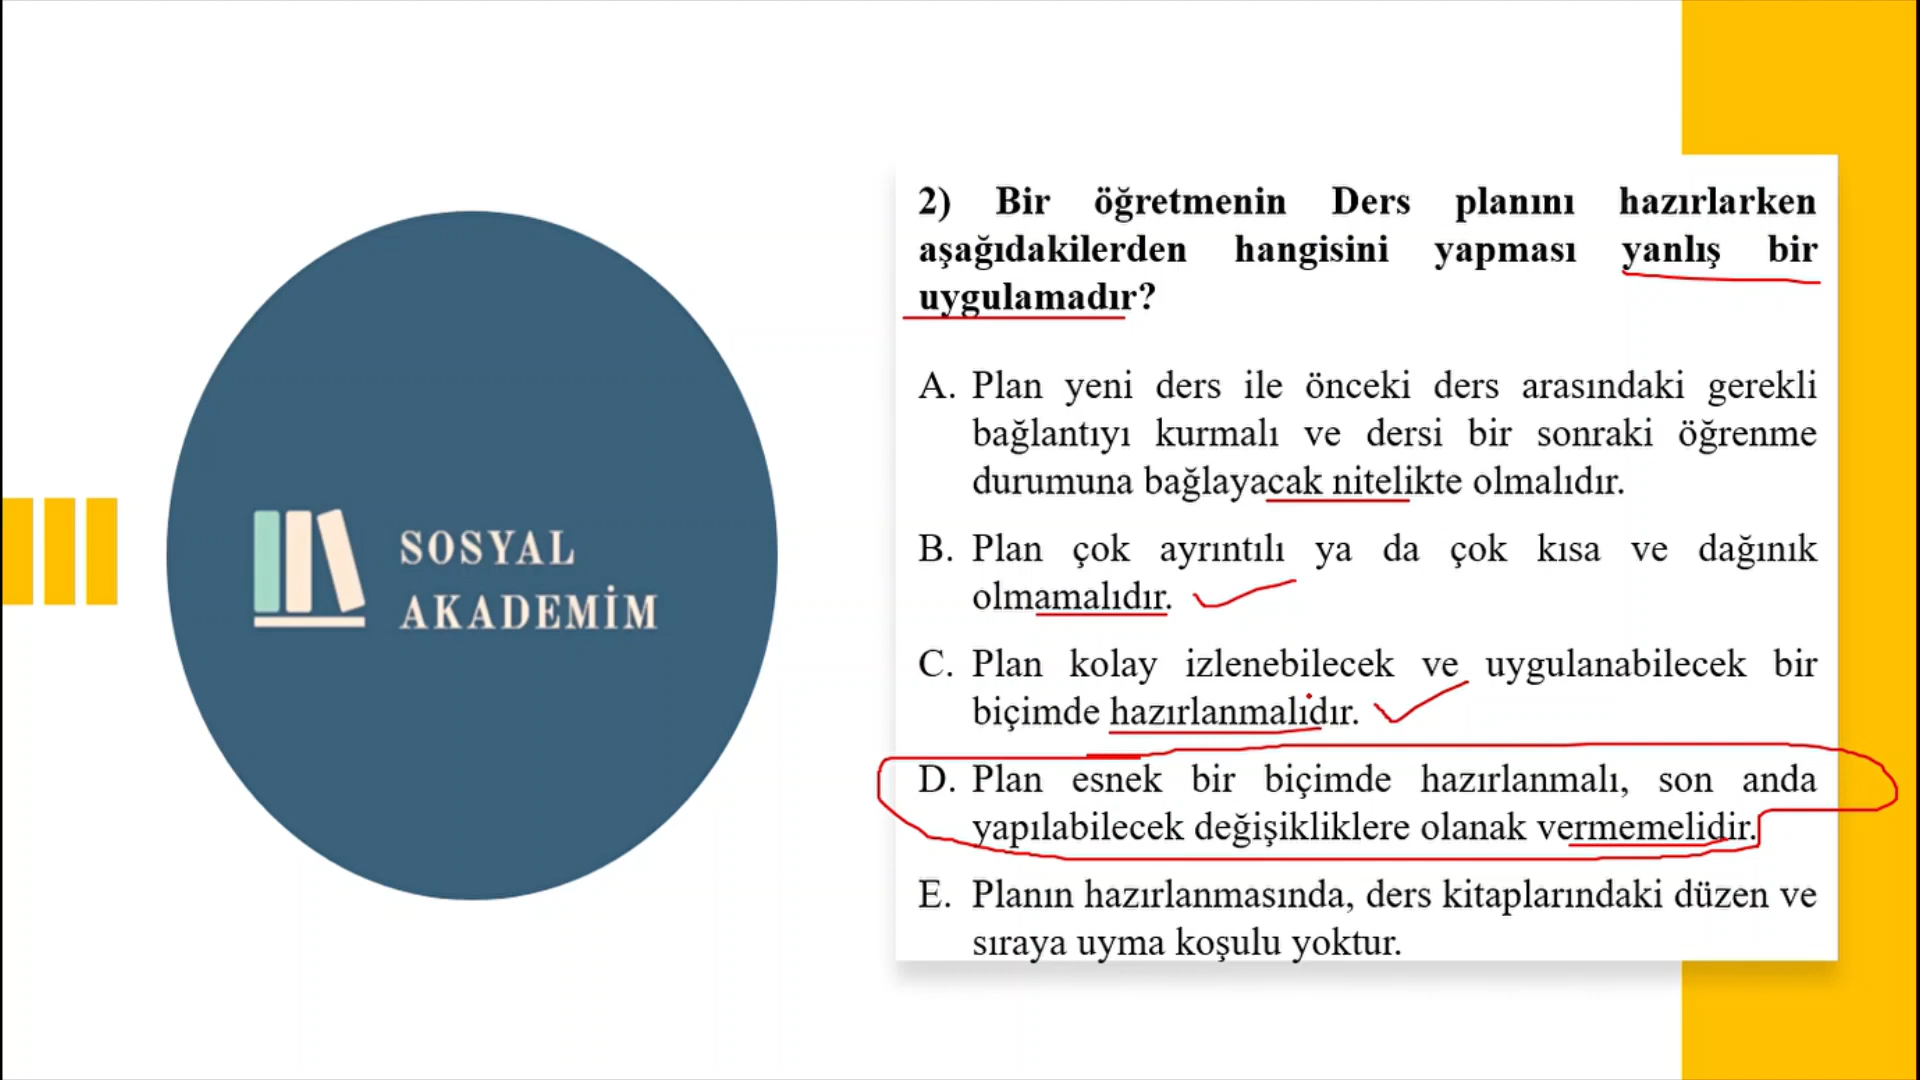 SOSYAL
AKADEMİM
2) Bir öğretmenin Ders planını hazırlarken
aşağıdakilerden hangisini yapması yanlış bir
uygulamadır?
A. Plan yeni ders ile önceki ders arasındaki gerekli
bağlantıyı kurmalı ve dersi bir sonraki öğrenme
durumuna bağlayacak nitelikte olmalıdır.
B. Plan çok ayrıntılı ya da çok kısa ve dağınık
olmamalıdır.
C. Plan kolay izlenebilecek ve uygulanabilecek bir
biçimde hazırlanmalıdır.
D. Plan esnek bir biçimde hazırlanmalı, son anda
yapılabilecek değişikliklere olanak vermemelidir.
E. Planın hazırlanmasında, ders kitaplarındaki düzen ve
sıraya uyma koşulu yoktur.